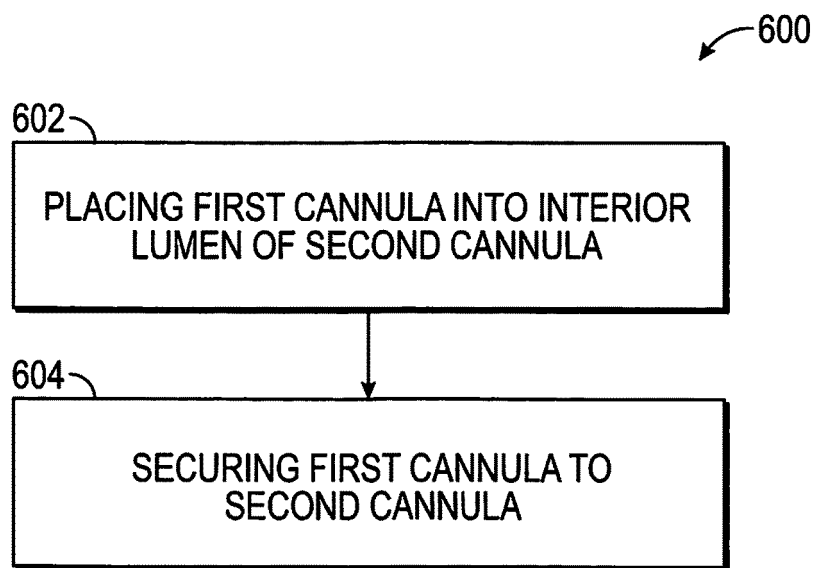 600
602
PLACING FIRST CANNULA INTO INTERIOR
LUMEN OF SECOND CANNULA
604
SECURING FIRST CANNULA TO
SECOND CANNULA